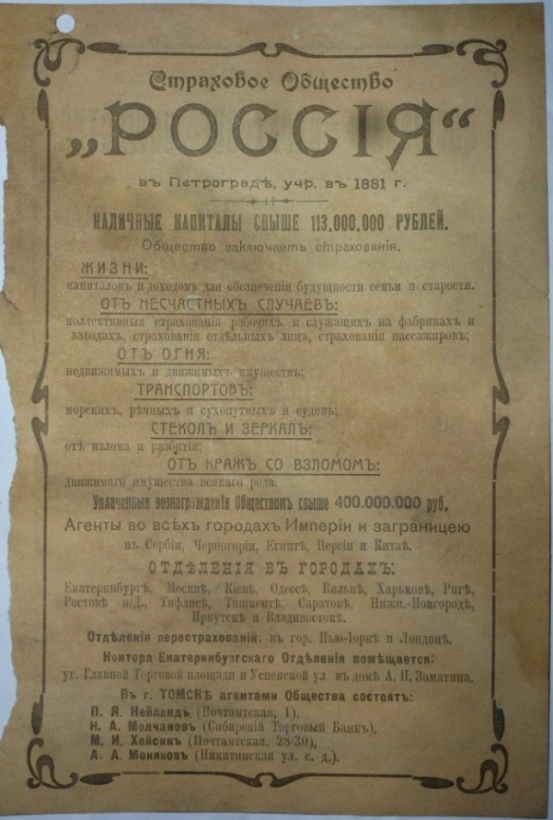 Страховое Общество
„РОССІЯ“
въ Петроградѣ, учр. въ 1881 г.
НАЛИЧНЫЕ КАПИТАЛЫ СВЫШЕ 113,000,000 РУБЛЕЙ.
Общество заключаетъ страхованія.
ЖИЗНИ:
капиталовъ и доходовъ для обезпеченія будущности семьи и старости.
ОТЪ НЕСЧАСТНЫХЪ СЛУЧАЕВЪ:
коллективныя страхованія рабочихъ и служащихъ на фабрикахъ и
заводахъ, страхованія отдѣльныхъ лицъ, страхованія пассажировъ;
ОТЪ ОГНЯ:
недвижимыхъ и движимыхъ имуществъ;
ТРАНСПОРТОВЪ:
морскихъ, рѣчныхъ и сухопутныхъ и судовъ;
СТЕКОЛЪ И ЗЕРКАЛЪ:
отъ излома и разбитія;
ОТЪ КРАЖЪ СО ВЗЛОМОМЪ:
движимаго имущества всякаго рода.
Уплаченныя вознагражденія Обществомъ свыше 400.000.000 руб.
Агенты во всѣхъ городахъ Имперіи и заграницею
въ Сербіи, Черногоріи, Египтѣ, Персіи и Китаѣ.
ОТДѢЛЕНІЯ ВЪ ГОРОДАХЪ:
Екатеринбургѣ, Москвѣ, Кіевѣ, Одессѣ, Вильнѣ, Харьковѣ, Ригѣ,
Ростовѣ н/Д., Тифлисѣ, Ташкентѣ, Саратовѣ, Нижн.-Новгородѣ,
Иркутскѣ и Владивостокѣ.
Отдѣленія перестрахованій: въ гор. Нью-Іоркѣ и Лондонѣ.
Контора Екатеринбургскаго Отдѣленія помѣщается:
уг. Главной Торговой площади и Успенской ул въ домѣ А. П. Замятина.
Въ г. ТОМСКѢ агентами Общества состоятъ:
П. Я. Нейландъ (Почтамтская, 1),
Н. А. Молчановъ (Сибирскій Торговый Банкъ),
М. И. Хейсинъ (Почтамтская, 28-30),
А. А. Моняковъ (Никитинская ул. с. д.).